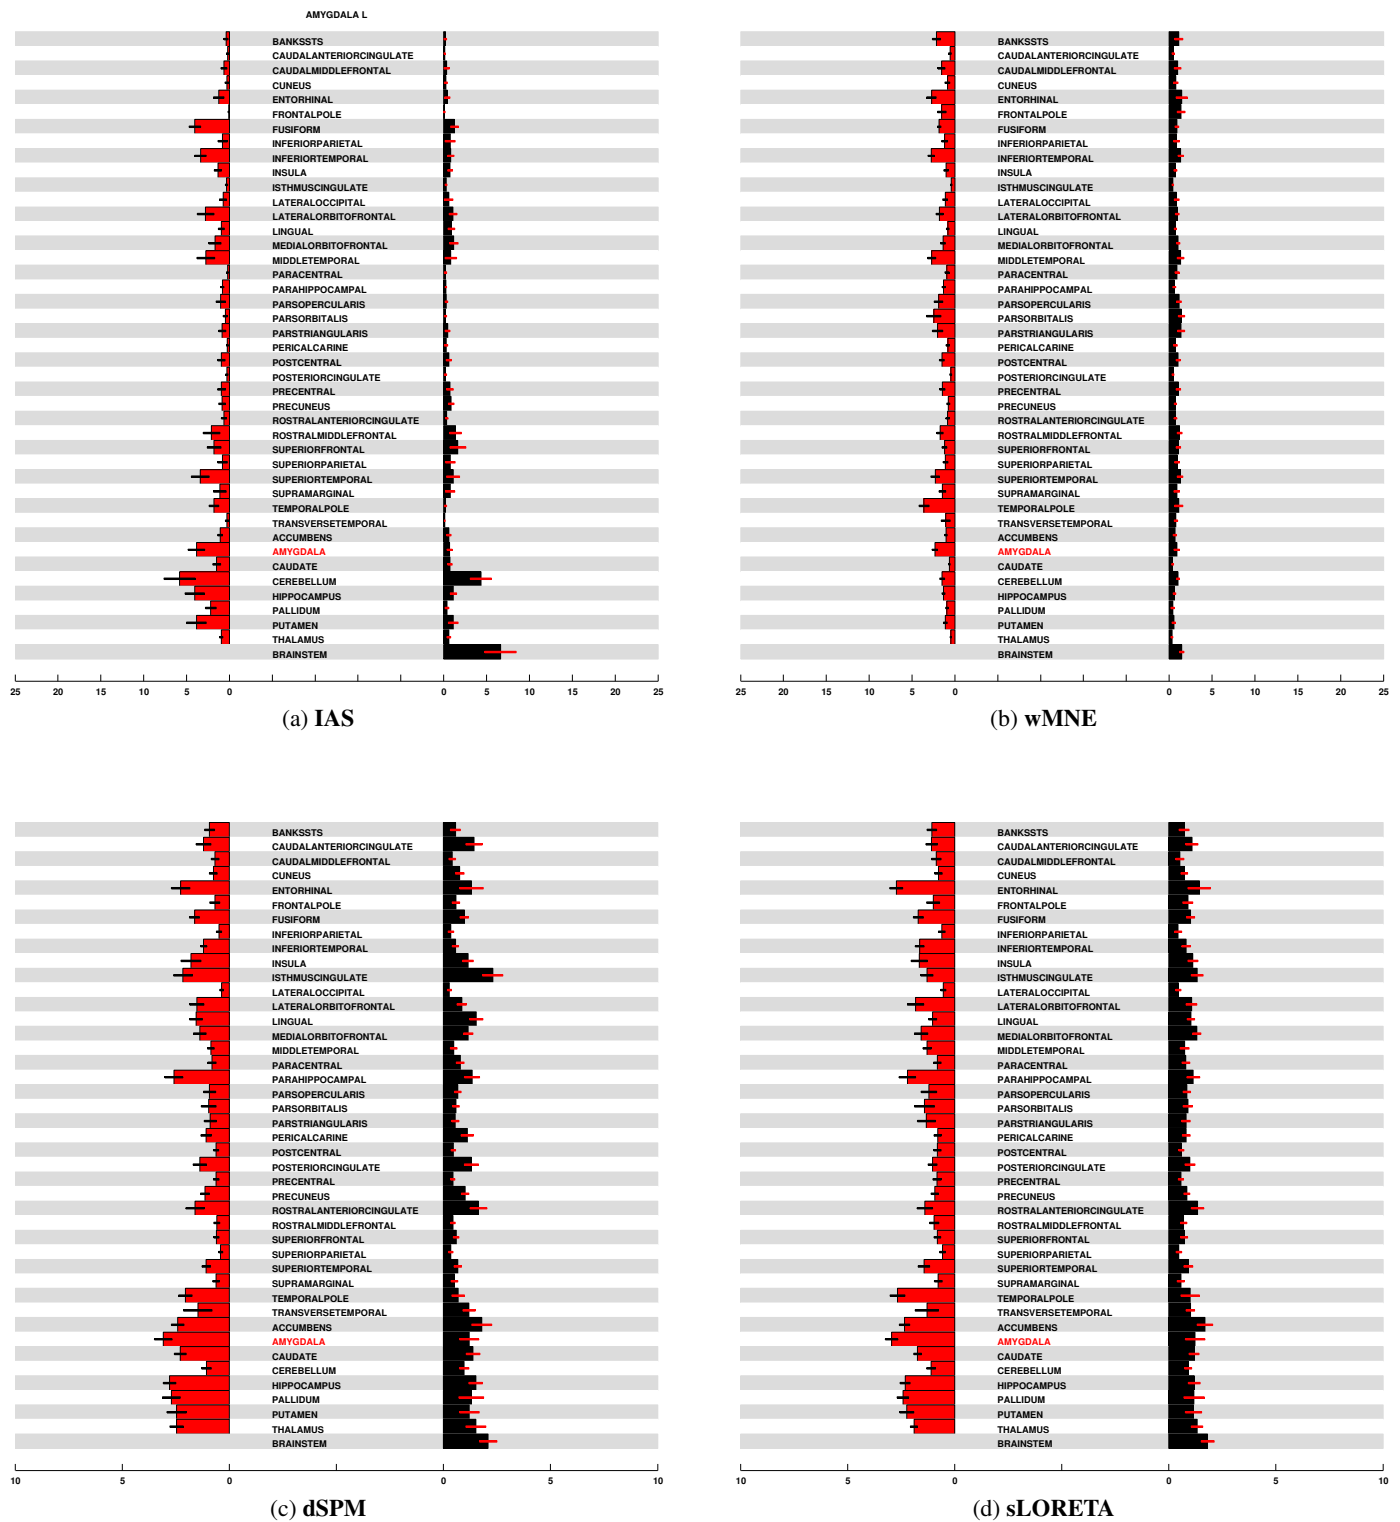 AMYGDALA L
BANKSSTS
CAUDALANTERIORCINGULATE
CAUDALMIDDLEFRONTAL
CUNEUS
ENTORHINAL
FRONTALPOLE
FUSIFORM
INFERIORPARIETAL
INFERIORTEMPORAL
INSULA
ISTHMUSCINGULATE
LATERALOCCIPITAL
LATERALORBITOFRONTAL
LINGUAL
MEDIALORBITOFRONTAL
MIDDLETEMPORAL
PARACENTRAL
PARAHIPPOCAMPAL
PARSOPERCULARIS
PARSORBITALIS
PARSTRIANGULARIS
PERICALCARINE
POSTCENTRAL
POSTERIORCINGULATE
PRECENTRAL
PRECUNEUS
ROSTRALANTERIORCINGULATE
ROSTRALMIDDLEFRONTAL
SUPERIORFRONTAL
SUPERIORPARIETAL
SUPERIORTEMPORAL
SUPRAMARGINAL
TEMPORALPOLE
TRANSVERSETEMPORAL
ACCUMBENS
AMYGDALA
CAUDATE
CEREBELLUM
HIPPOCAMPUS
PALLIDUM
PUTAMEN
THALAMUS
BRAINSTEM
25 20 15 10 5 0 0 5 10 15 20 25
(a) IAS
BANKSSTS
CAUDALANTERIORCINGULATE
CAUDALMIDDLEFRONTAL
CUNEUS
ENTORHINAL
FRONTALPOLE
FUSIFORM
INFERIORPARIETAL
INFERIORTEMPORAL
INSULA
ISTHMUSCINGULATE
LATERALOCCIPITAL
LATERALORBITOFRONTAL
LINGUAL
MEDIALORBITOFRONTAL
MIDDLETEMPORAL
PARACENTRAL
PARAHIPPOCAMPAL
PARSOPERCULARIS
PARSORBITALIS
PARSTRIANGULARIS
PERICALCARINE
POSTCENTRAL
POSTERIORCINGULATE
PRECENTRAL
PRECUNEUS
ROSTRALANTERIORCINGULATE
ROSTRALMIDDLEFRONTAL
SUPERIORFRONTAL
SUPERIORPARIETAL
SUPERIORTEMPORAL
SUPRAMARGINAL
TEMPORALPOLE
TRANSVERSETEMPORAL
ACCUMBENS
AMYGDALA
CAUDATE
CEREBELLUM
HIPPOCAMPUS
PALLIDUM
PUTAMEN
THALAMUS
BRAINSTEM
25 20 15 10 5 0 0 5 10 15 20 25
(b) wMNE
BANKSSTS
CAUDALANTERIORCINGULATE
CAUDALMIDDLEFRONTAL
CUNEUS
ENTORHINAL
FRONTALPOLE
FUSIFORM
INFERIORPARIETAL
INFERIORTEMPORAL
INSULA
ISTHMUSCINGULATE
LATERALOCCIPITAL
LATERALORBITOFRONTAL
LINGUAL
MEDIALORBITOFRONTAL
MIDDLETEMPORAL
PARACENTRAL
PARAHIPPOCAMPAL
PARSOPERCULARIS
PARSORBITALIS
PARSTRIANGULARIS
PERICALCARINE
POSTCENTRAL
POSTERIORCINGULATE
PRECENTRAL
PRECUNEUS
ROSTRALANTERIORCINGULATE
ROSTRALMIDDLEFRONTAL
SUPERIORFRONTAL
SUPERIORPARIETAL
SUPERIORTEMPORAL
SUPRAMARGINAL
TEMPORALPOLE
TRANSVERSETEMPORAL
ACCUMBENS
AMYGDALA
CAUDATE
CEREBELLUM
HIPPOCAMPUS
PALLIDUM
PUTAMEN
THALAMUS
BRAINSTEM
10 5 0 0 5 10
(c) dSPM
BANKSSTS
CAUDALANTERIORCINGULATE
CAUDALMIDDLEFRONTAL
CUNEUS
ENTORHINAL
FRONTALPOLE
FUSIFORM
INFERIORPARIETAL
INFERIORTEMPORAL
INSULA
ISTHMUSCINGULATE
LATERALOCCIPITAL
LATERALORBITOFRONTAL
LINGUAL
MEDIALORBITOFRONTAL
MIDDLETEMPORAL
PARACENTRAL
PARAHIPPOCAMPAL
PARSOPERCULARIS
PARSORBITALIS
PARSTRIANGULARIS
PERICALCARINE
POSTCENTRAL
POSTERIORCINGULATE
PRECENTRAL
PRECUNEUS
ROSTRALANTERIORCINGULATE
ROSTRALMIDDLEFRONTAL
SUPERIORFRONTAL
SUPERIORPARIETAL
SUPERIORTEMPORAL
SUPRAMARGINAL
TEMPORALPOLE
TRANSVERSETEMPORAL
ACCUMBENS
AMYGDALA
CAUDATE
CEREBELLUM
HIPPOCAMPUS
PALLIDUM
PUTAMEN
THALAMUS
BRAINSTEM
10 5 0 0 5 10
(d) sLORETA